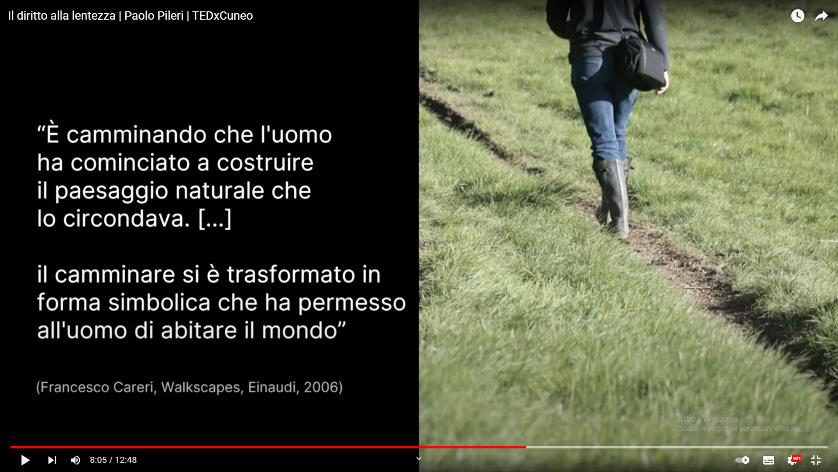 Il diritto alla lentezza | Paolo Pileri | TEDxCuneo
“È camminando che l'uomo
ha cominciato a costruire
il paesaggio naturale che
lo circondava. [...]
il camminare si è trasformato in
forma simbolica che ha permesso
all'uomo di abitare il mondo”
(Francesco Careri, Walkscapes, Einaudi, 2006)
Attiva Windows
8:05 / 12:48